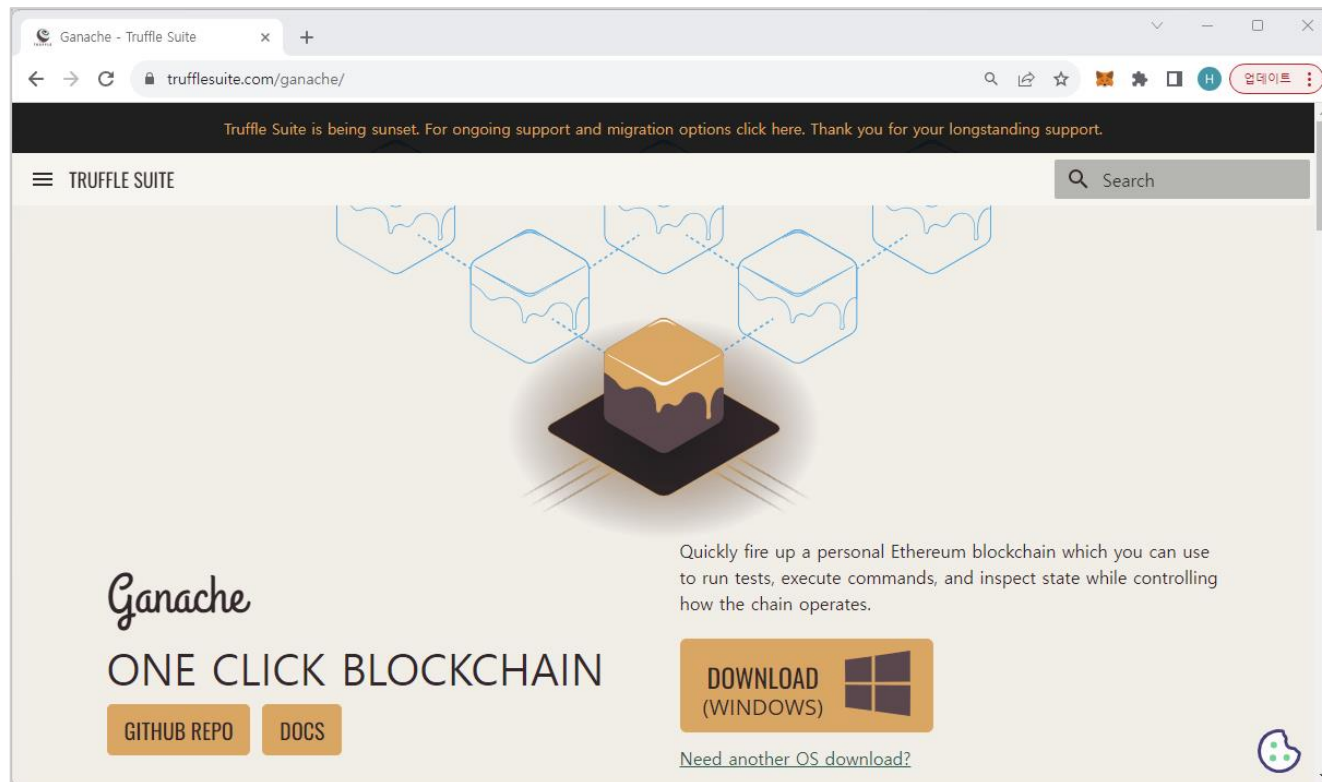 Ganache - Truffle Suite
trufflesuite.com/ganache/
H
업데이트
Truffle Suite is being sunset. For ongoing support and migration options click here. Thank you for your longstanding support.
TRUFFLE SUITE
Search
Quickly fire up a personal Ethereum blockchain which you can use
to run tests, execute commands, and inspect state while controlling
how the chain operates.
Ganache
ONE CLICK BLOCKCHAIN
GITHUB REPO
DOCS
DOWNLOAD
(WINDOWS)
Need another OS download?